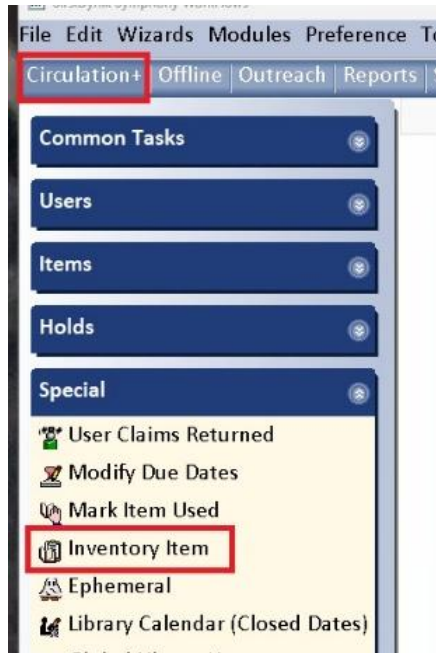 File Edit Wizards Modules Preference
Circulation+ Offline Outreach Reports
Common Tasks
Users
Items
Holds
Special
User Claims Returned
Modify Due Dates
Mark Item Used
Inventory Item
Ephemeral
Library Calendar (Closed Dates)